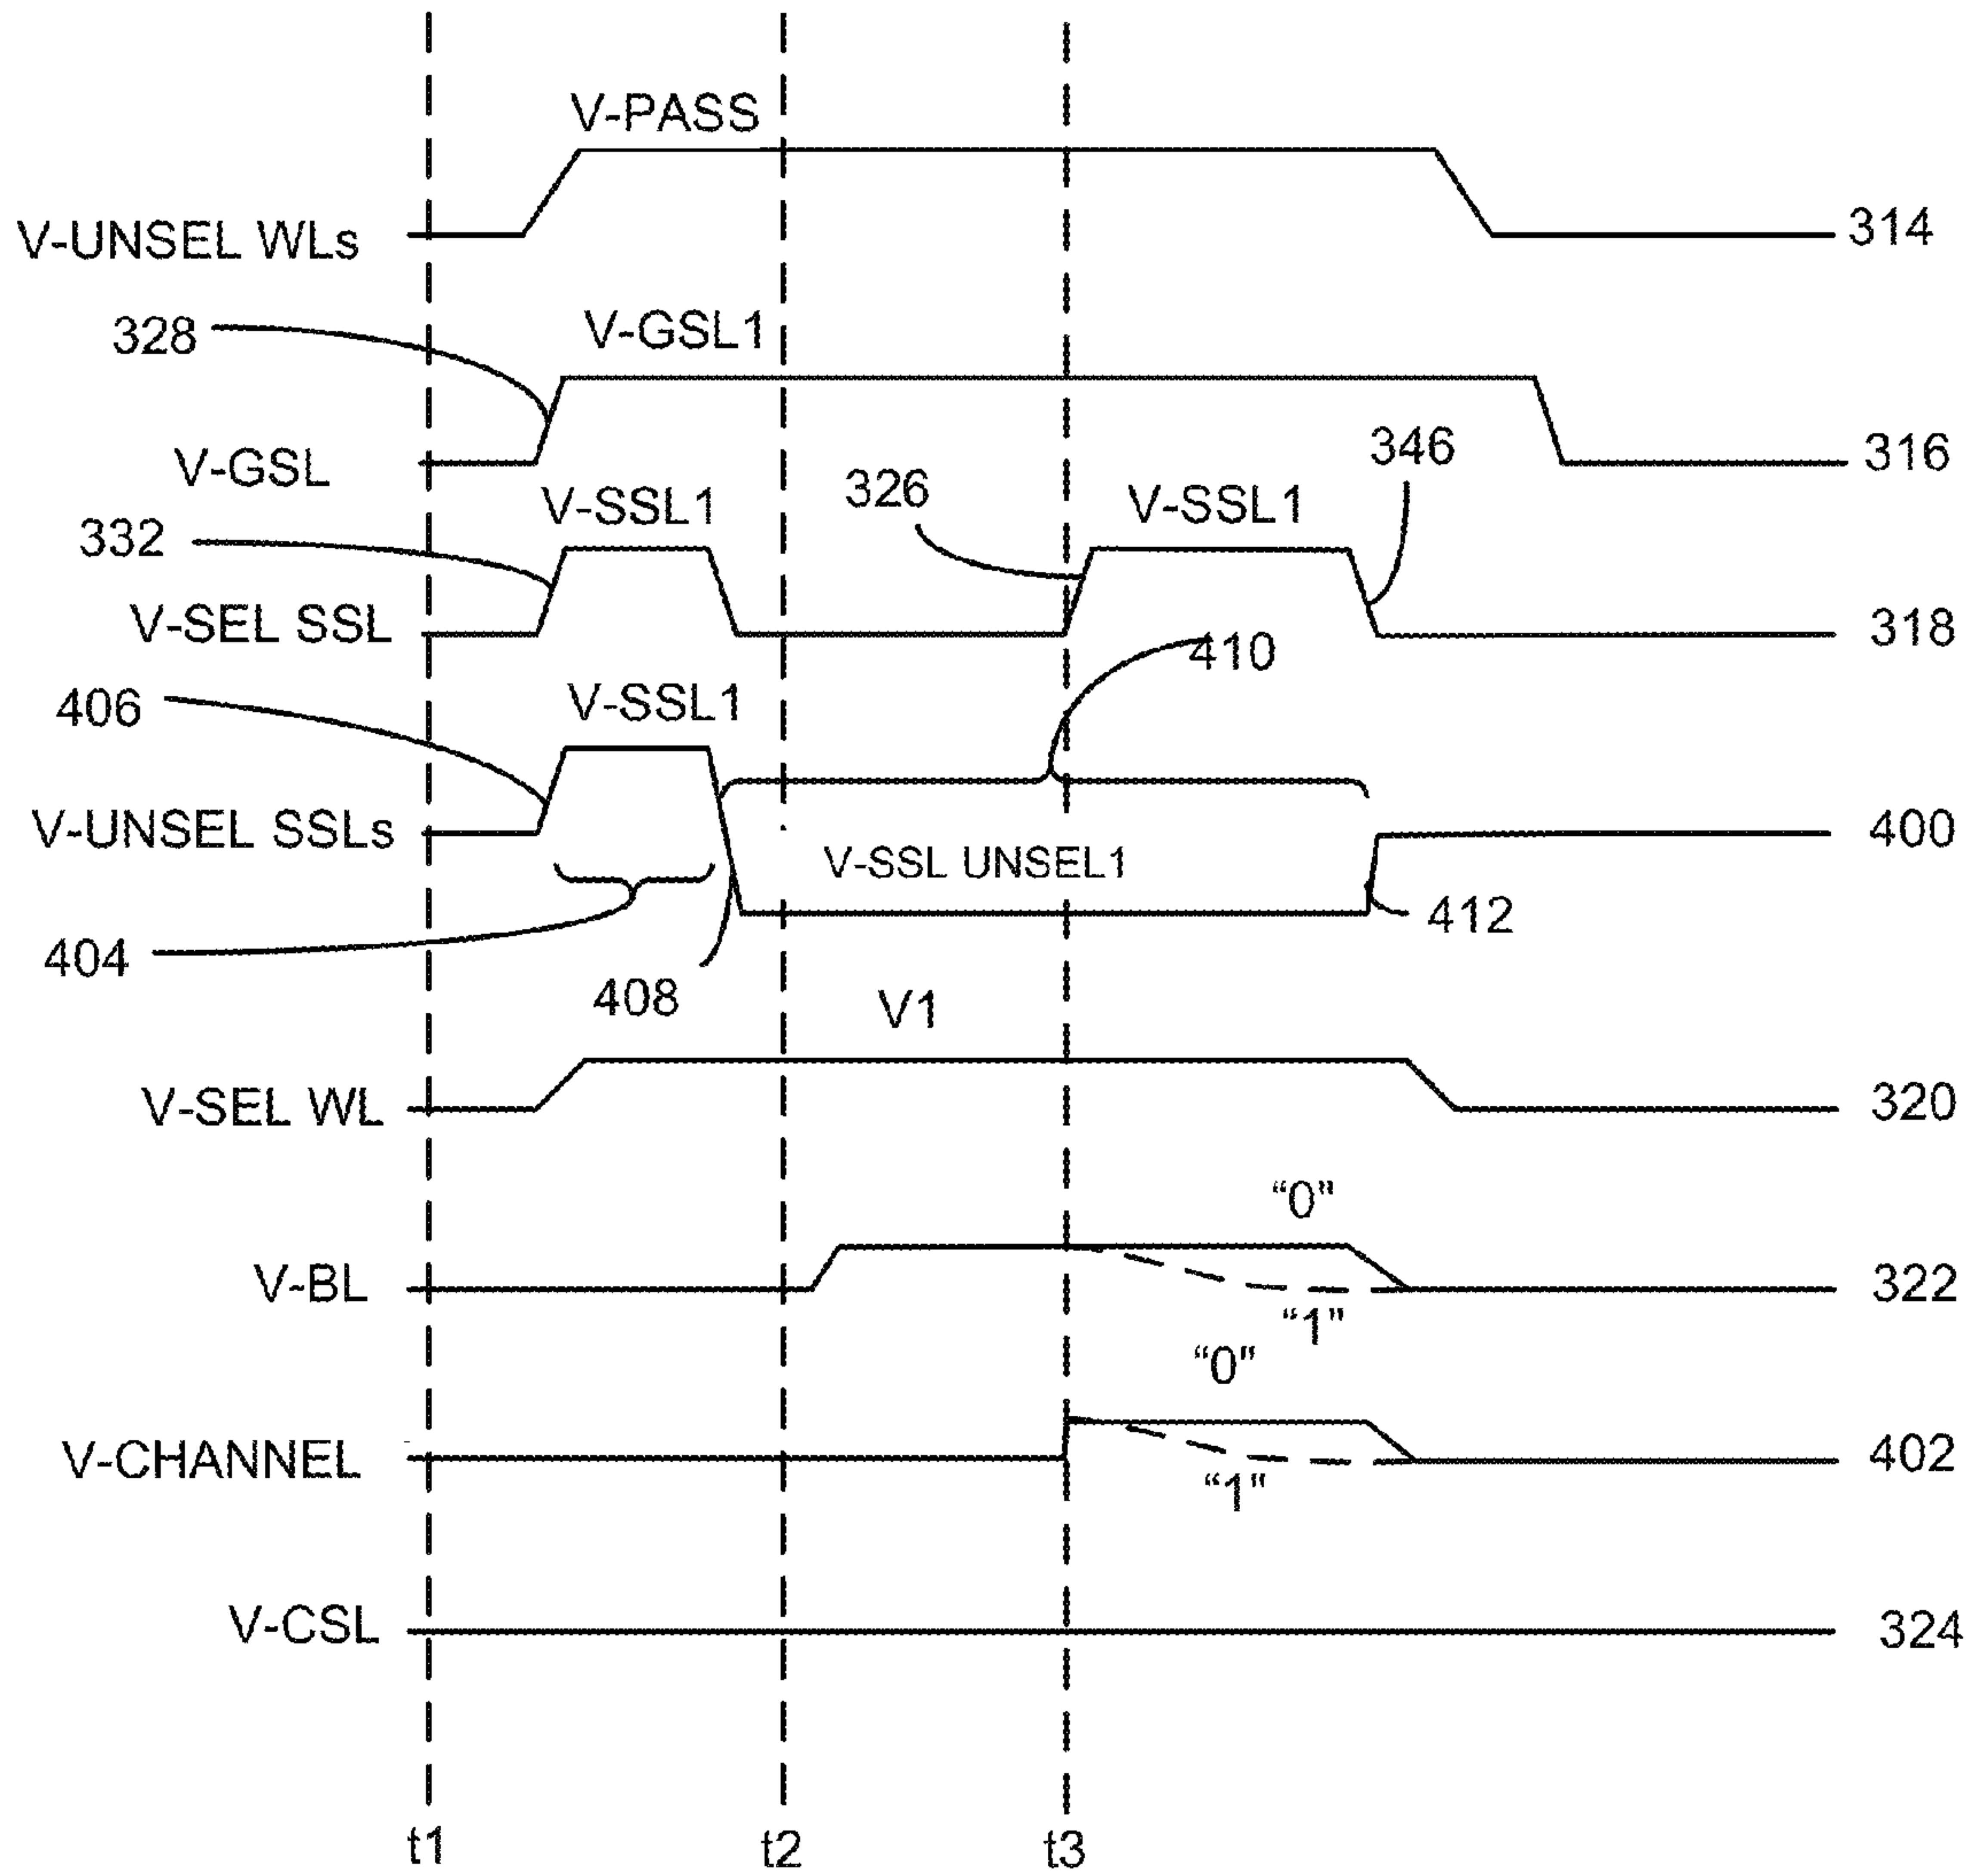 V-PASS
V-UNSEL WLs
314
328
V-GSL1
V-GSL
346
316
332
V-SSL1
326
V-SSL1
V-SEL SSL
318
410
406
V-SSL1
V-UNSEL SSLs
400
V-SSL UNSEL1
404
408
412
V1
V-SEL WL
320
"0"
V-BL
322
"1"
"0"
V-CHANNEL
402
"1"
V-CSL
324
t1
t2
t3